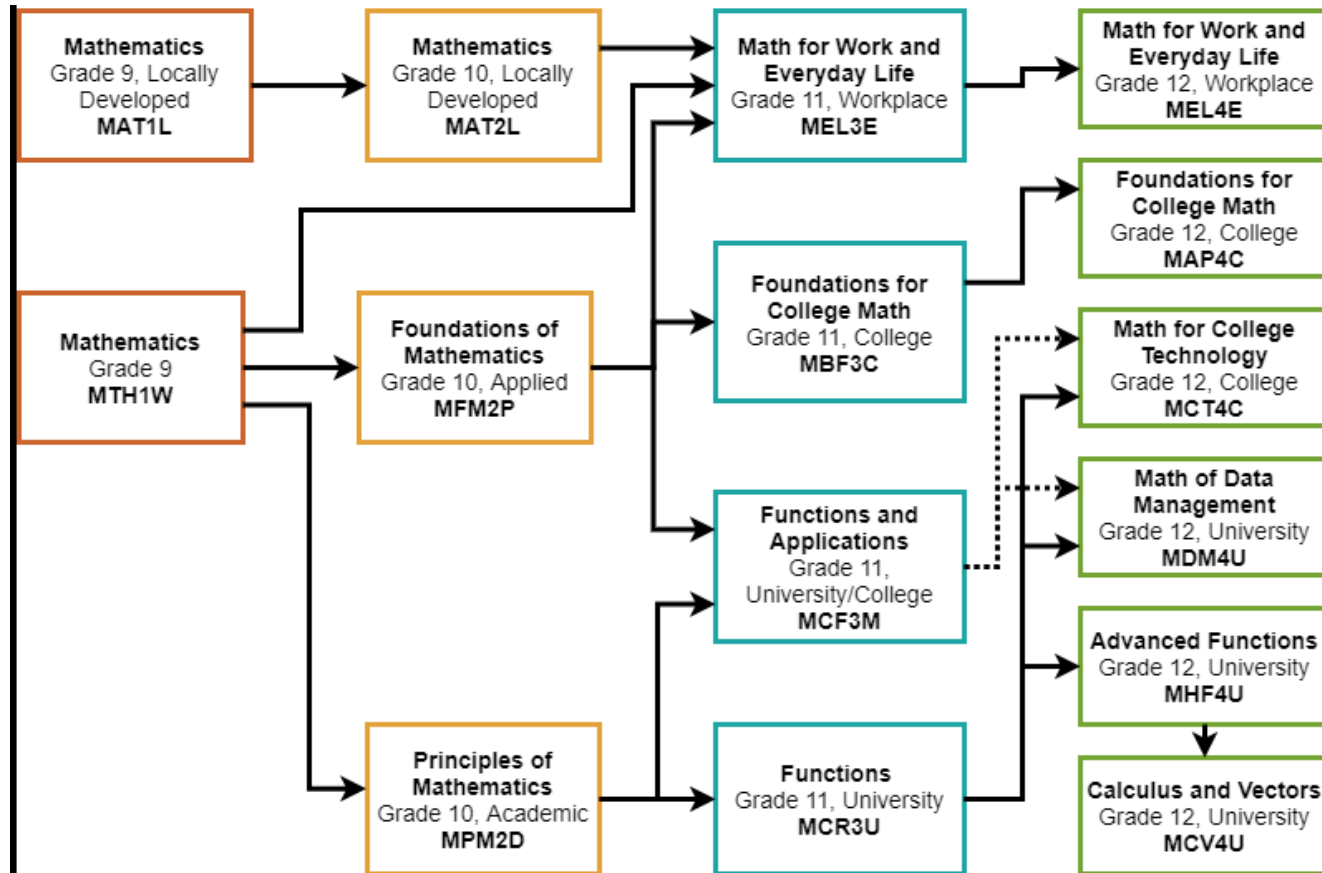 Mathematics
Grade 9, Locally
Developed
MAT1L
Mathematics
Grade 10, Locally
Developed
MAT2L
Math for Work and
Everyday Life
Grade 11, Workplace
MEL3E
Math for Work and
Everyday Life
Grade 12, Workplace
MEL4E
Foundations for
College Math
Grade 12, College
MAP4C
Mathematics
Grade 9
MTH1W
Foundations of
Mathematics
Grade 10, Applied
MFM2P
Foundations for
College Math
Grade 11, College
MBF3C
Math for College
Technology
Grade 12, College
MCT4C
Functions and
Applications
Grade 11,
University/College
MCF3M
Math of Data
Management
Grade 12, University
MDM4U
Advanced Functions
Grade 12, University
MHF4U
Principles of
Mathematics
Grade 10, Academic
MPM2D
Functions
Grade 11, University
MCR3U
Calculus and Vectors
Grade 12, University
MCV4U